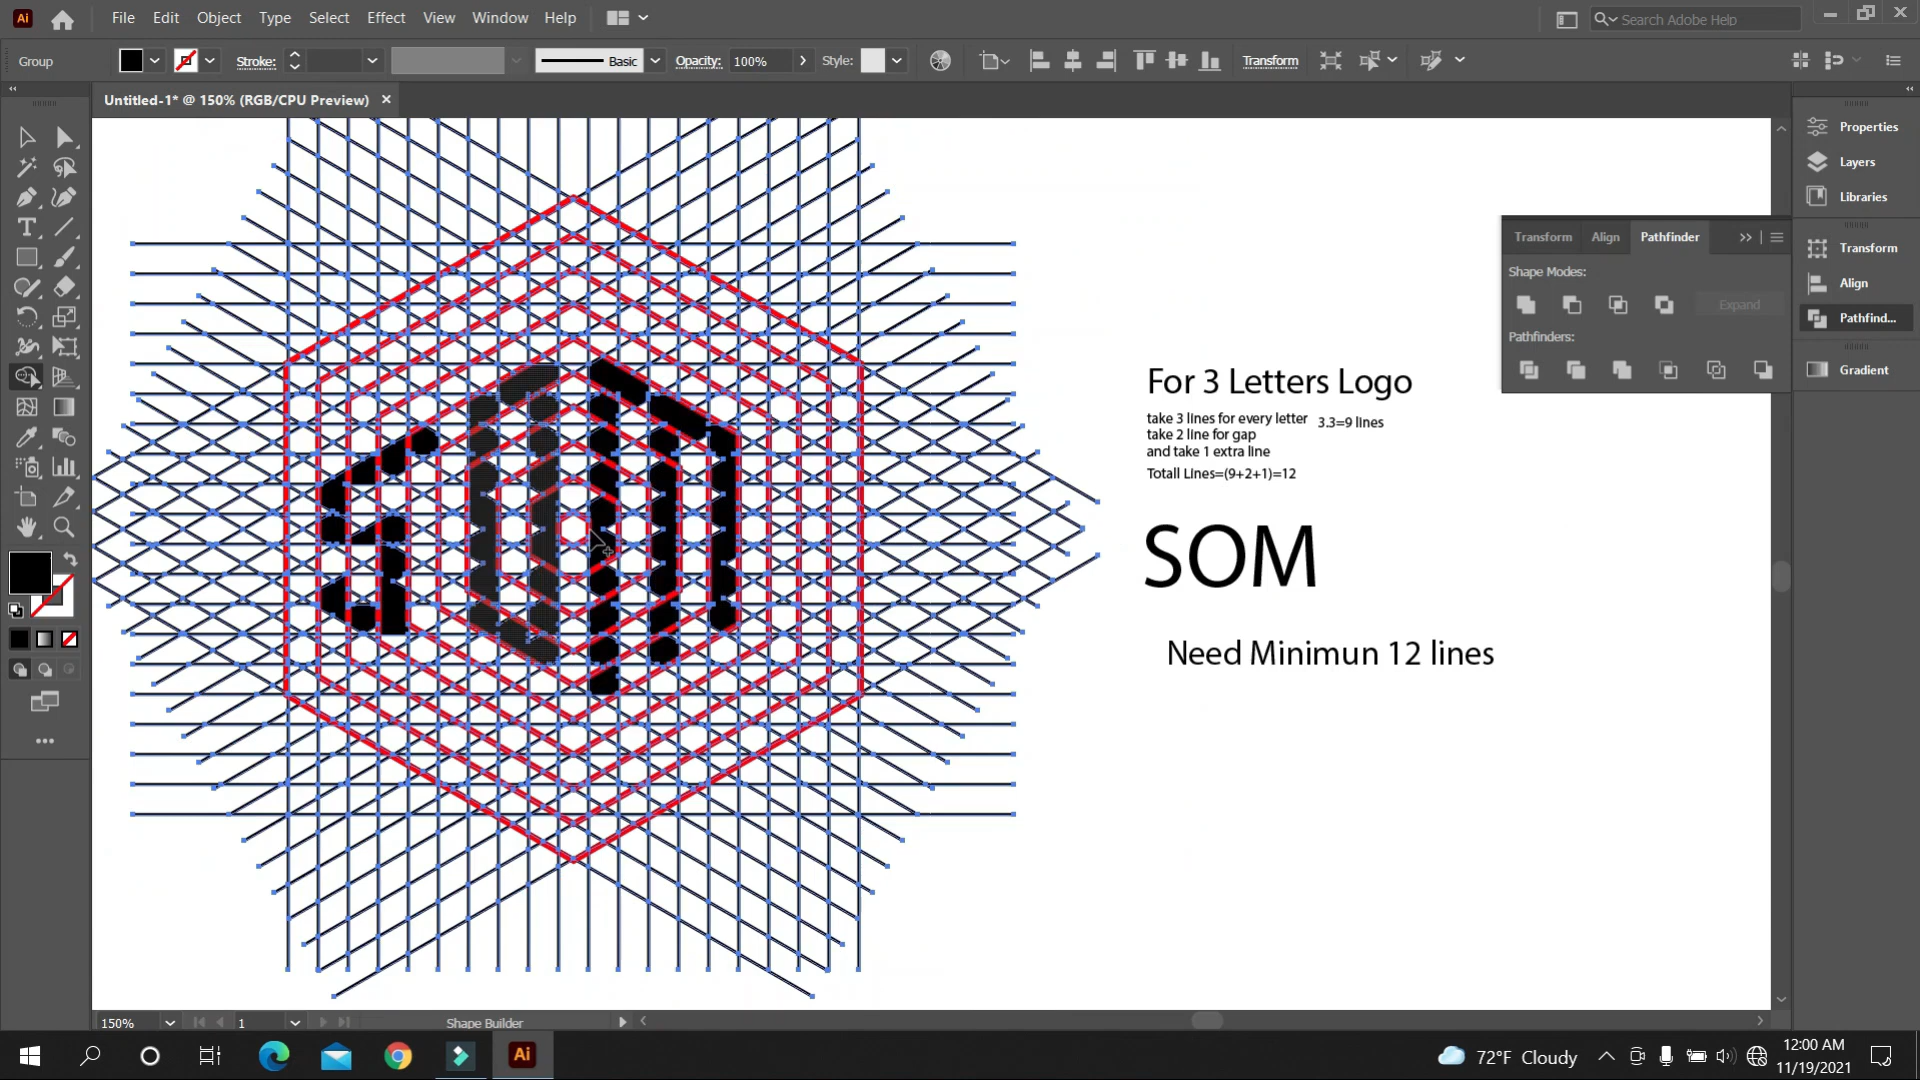 Ai
File Edit Object Type Select Effect View Window Help
Search Adobe Help
Group
Stroke:
Basic
Opacity: 100%
Style:
Transform
Untitled-1* @ 150% (RGB/CPU Preview) ×
Properties
Layers
Libraries
Transform
Align
Pathfind...
Gradient
Transform Align Pathfinder
Shape Modes:
Expand
Pathfinders:
For 3 Letters Logo
take 3 lines for every letter 3.3=9 lines
take 2 line for gap
and take 1 extra line
Totall Lines=(9+2+1)=12
SOM
Need Minimun 12 lines
150%
1
Shape Builder
Ai
72°F Cloudy
12:00 AM
11/19/2021